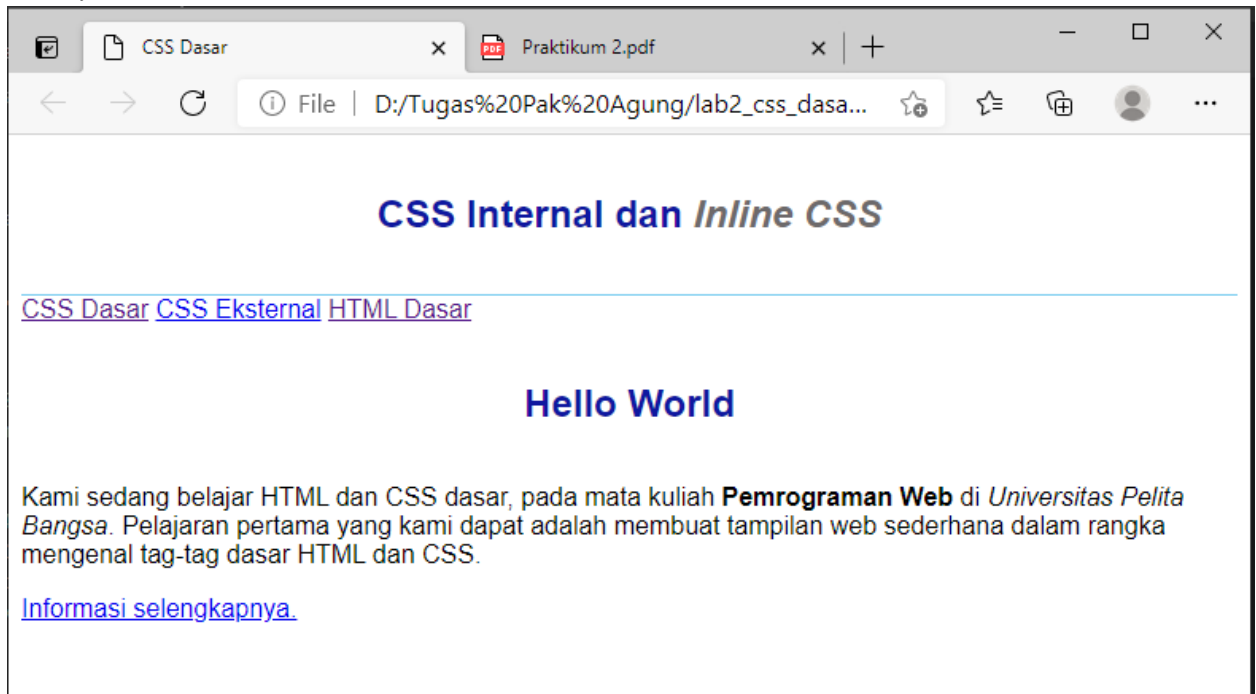 CSS Dasar
Praktikum 2.pdf
File | D:/Tugas%20Pak%20Agung/lab2_css_dasa...
CSS Internal dan Inline CSS
CSS Dasar CSS Eksternal HTML Dasar
Hello World
Kami sedang belajar HTML dan CSS dasar, pada mata kuliah Pemrograman Web di Universitas Pelita
Bangsa. Pelajaran pertama yang kami dapat adalah membuat tampilan web sederhana dalam rangka
mengenal tag-tag dasar HTML dan CSS.
Informasi selengkapnya.